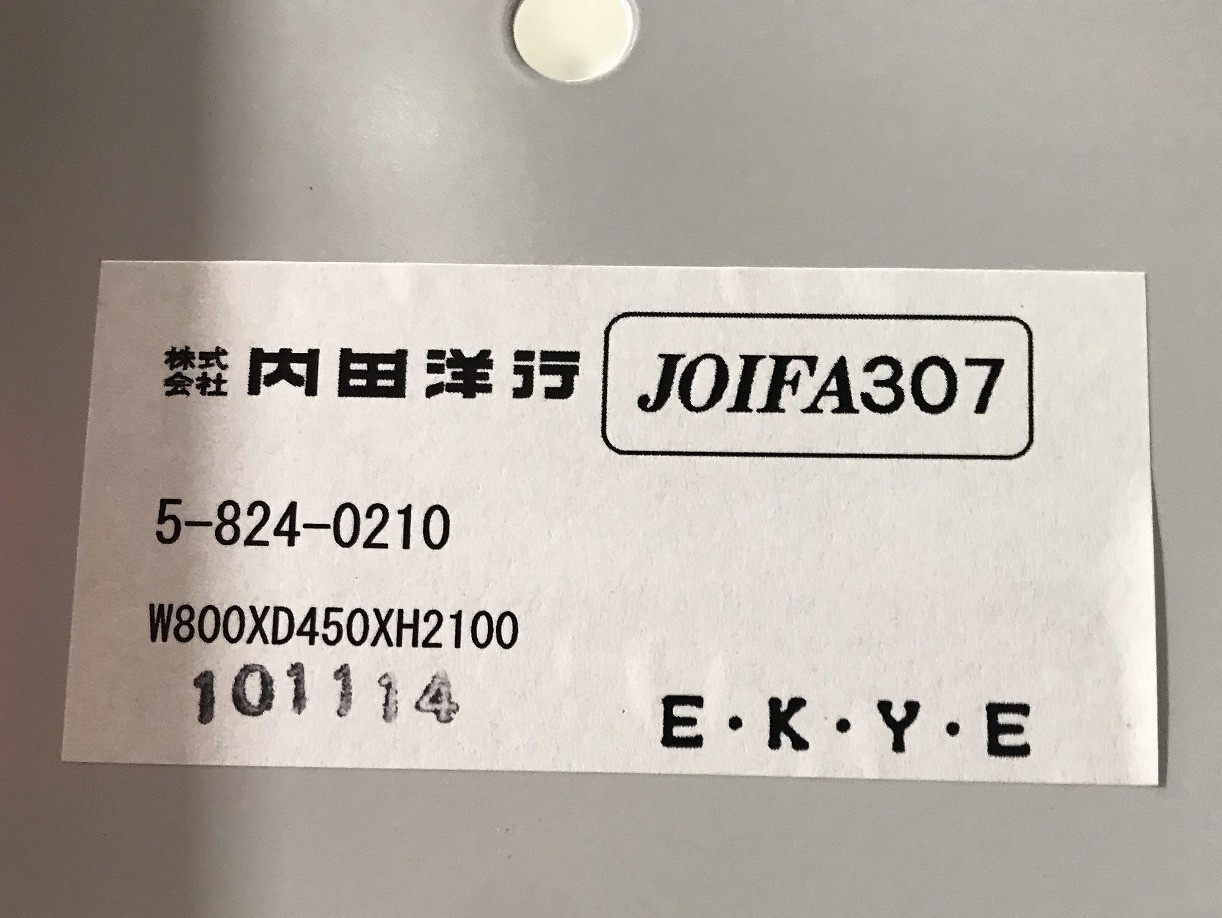 株式会社 内田洋行 JOIFA307
5-824-0210
W800XD450XH2100
101114
E・K・Y・E